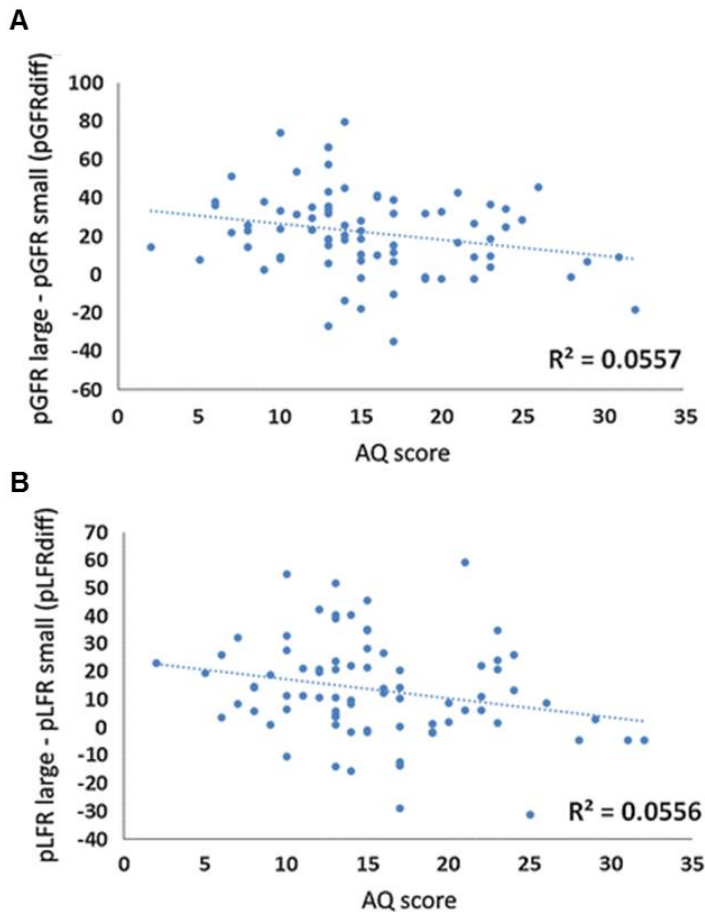 A
pGFR large - pGFR small (pGFRdiff)
100
80
60
40
20
0
-20
-40
-60
R² = 0.0557
0 5 10 15 20 25 30 35
AQ score
B
pLFR large - pLFR small (pLFRdiff)
70
60
50
40
30
20
10
0
-10
-20
-30
-40
R² = 0.0556
0 5 10 15 20 25 30 35
AQ score